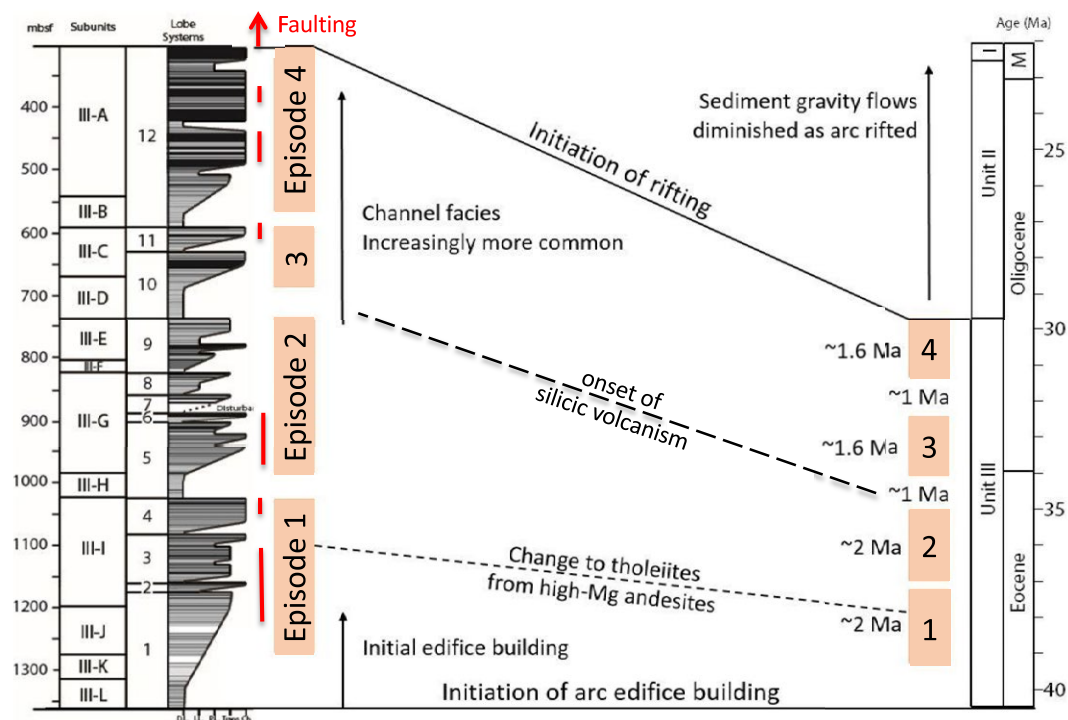 mbsf
Subunits
Lobe
Systems
Faulting
Age (Ma)
400
500
600
700
800
900
1000
1100
1200
1300
III-A
III-B
III-C
III-D
III-E
III-F
III-G
III-H
III-I
III-J
III-K
III-L
12
11
10
9
8
7
6
5
4
3
2
1
Disturba
Episode 4
3
Episode 2
Episode 1
Channel facies
Increasingly more common
Initial edifice building
Initiation of arc edifice building
Initiation of rifting
onset of
silicic volcanism
Change to tholeiites
from high-Mg andesites
Sediment gravity flows
diminished as arc rifted
~1.6 Ma
4
~1 Ma
~1.6 Ma
3
~1 Ma
~2 Ma
2
~2 Ma
1
I
Unit II
Unit III
M
Oligocene
Eocene
25
30
35
40